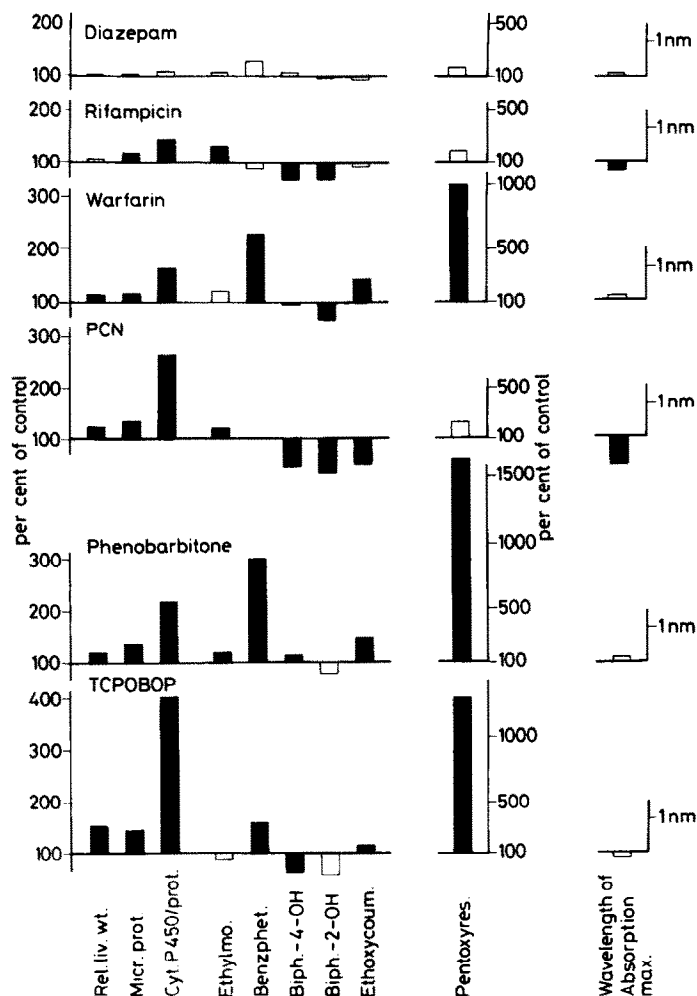 200
Diazepam
100
500
100
1nm
200
Rifampicin
100
500
100
1nm
300
Warfarin
200
100
1000
500
100
1nm
300
PCN
200
100
500
100
1nm
per cent of control
per cent of control
300
Phenobarbitone
200
100
1500
1000
500
100
1nm
400
TCPOBOP
300
200
100
1000
500
100
1nm
Rel.liv. wt.
Micr. prot
Cyt. P450/prot.
Ethylmo.
Benzphet.
Biph.-4-OH
Biph-2-OH
Ethoxycoum.
Pentoxyres.
Wavelength of
Absorption
max.